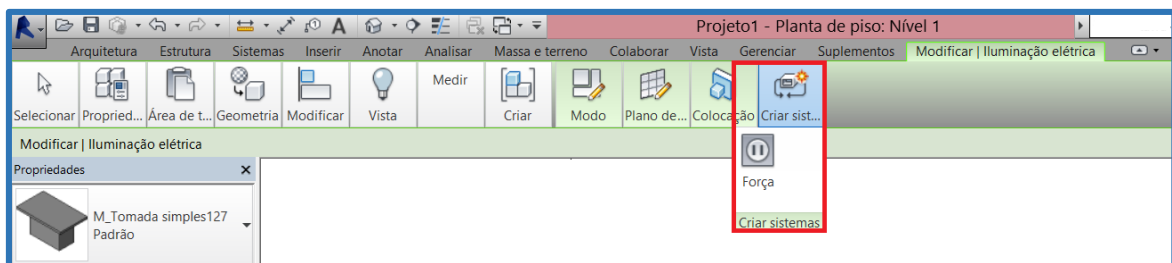 Projeto1 - Planta de piso: Nível 1
Arquitetura Estrutura Sistemas Inserir Anotar Analisar Massa e terreno Colaborar Vista Gerenciar Suplementos Modificar | Iluminação elétrica
Medir
Selecionar Propried... Área de t... Geometria Modificar Vista Criar Modo Plano de... Colocação Criar sist...
Modificar | Iluminação elétrica
Propriedades
Força
M_Tomada simples127
Padrão
Criar sistemas